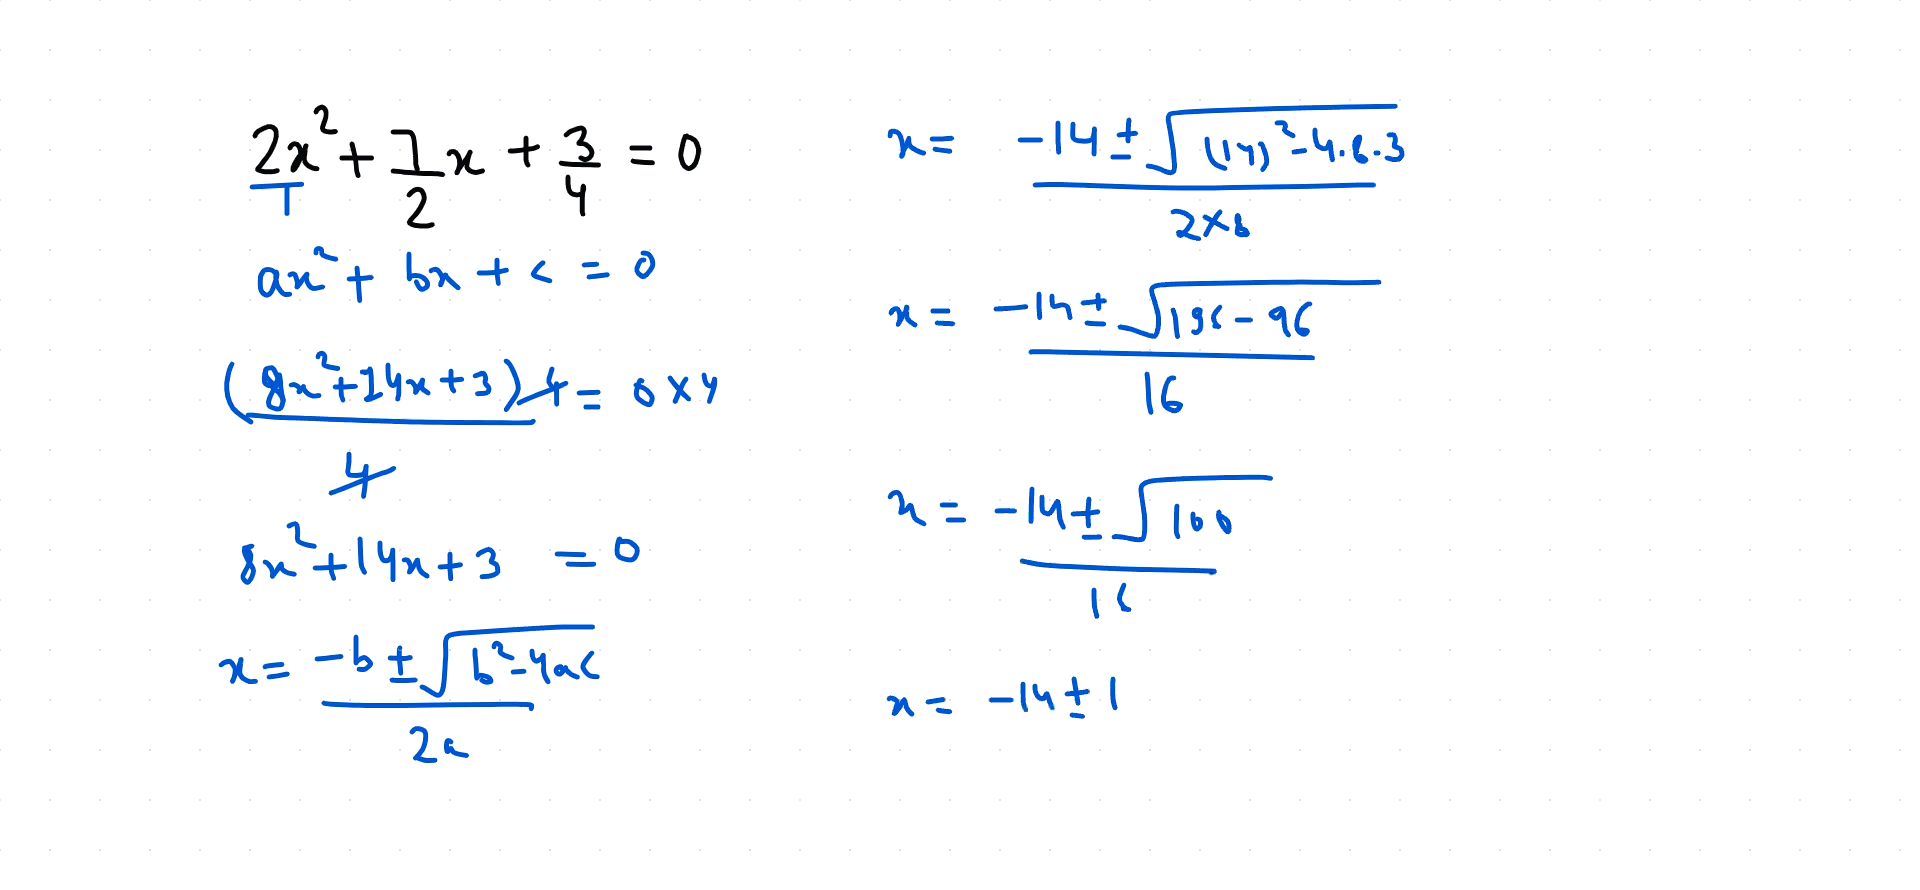 2x² + 7/2 x + 3/4 = 0
1
ax² + bx + c = 0
(8x² + 14x + 3) 4 / 4 = 0 × 4
8x² + 14x + 3 = 0
x = (-b ± √(b² - 4ac)) / 2a
x = (-14 ± √((14)² - 4.8.3)) / 2×8
x = (-14 ± √(196 - 96)) / 16
x = (-14 ± √100) / 16
x = -14 ± 1